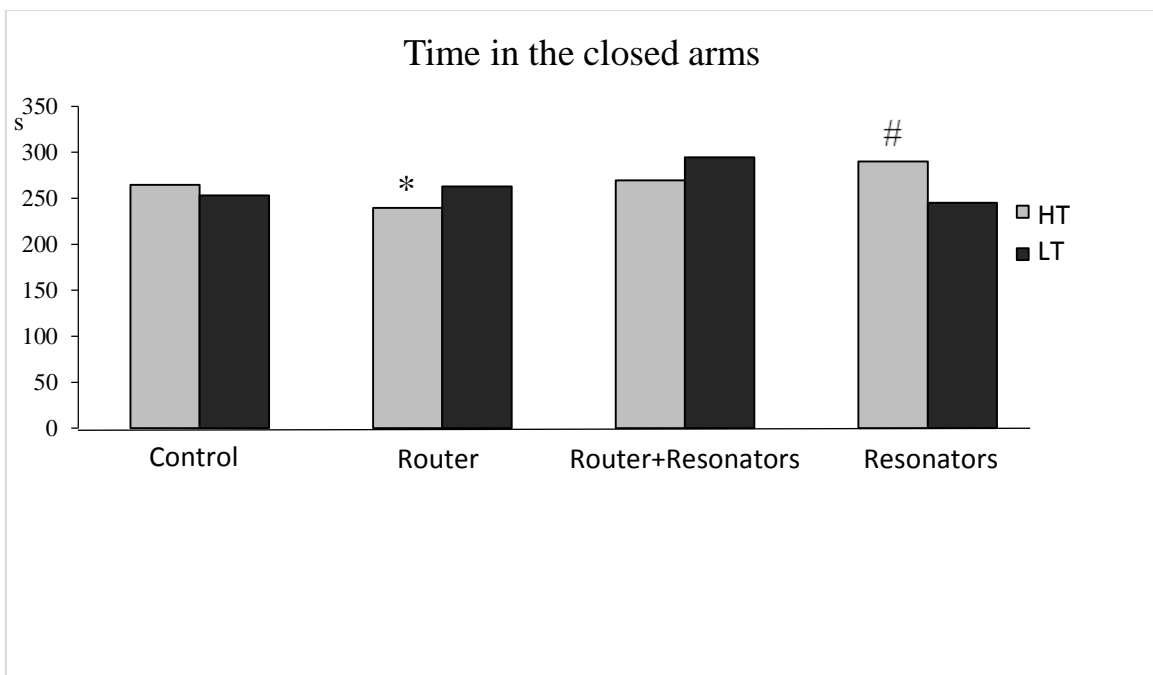 Time in the closed arms
s
350
300
250
200
150
100
50
0
*
#
HT
LT
Control Router Router+Resonators Resonators